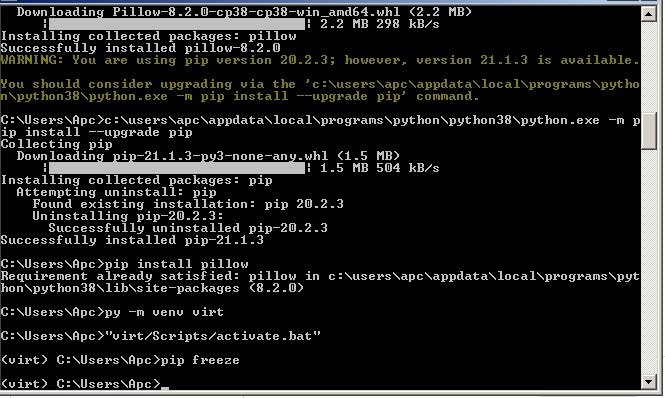 Downloading Pillow-8.2.0-cp38-cp38-win_amd64.whl (2.2 MB)
|████████████████████████████████| 2.2 MB 298 kB/s
Installing collected packages: pillow
Successfully installed pillow-8.2.0
WARNING: You are using pip version 20.2.3; however, version 21.1.3 is available.
You should consider upgrading via the 'c:\users\apc\appdata\local\programs\pytho
n\python38\python.exe -m pip install --upgrade pip' command.
C:\Users\Apc>c:\users\apc\appdata\local\programs\python\python38\python.exe -m p
ip install --upgrade pip
Collecting pip
Downloading pip-21.1.3-py3-none-any.whl (1.5 MB)
|████████████████████████████████| 1.5 MB 504 kB/s
Installing collected packages: pip
Attempting uninstall: pip
Found existing installation: pip 20.2.3
Uninstalling pip-20.2.3:
Successfully uninstalled pip-20.2.3
Successfully installed pip-21.1.3
C:\Users\Apc>pip install pillow
Requirement already satisfied: pillow in c:\users\apc\appdata\local\programs\pyt
hon\python38\lib\site-packages (8.2.0)
C:\Users\Apc>py -m venv virt
C:\Users\Apc>"virt/Scripts/activate.bat"
(virt) C:\Users\Apc>pip freeze
(virt) C:\Users\Apc>_